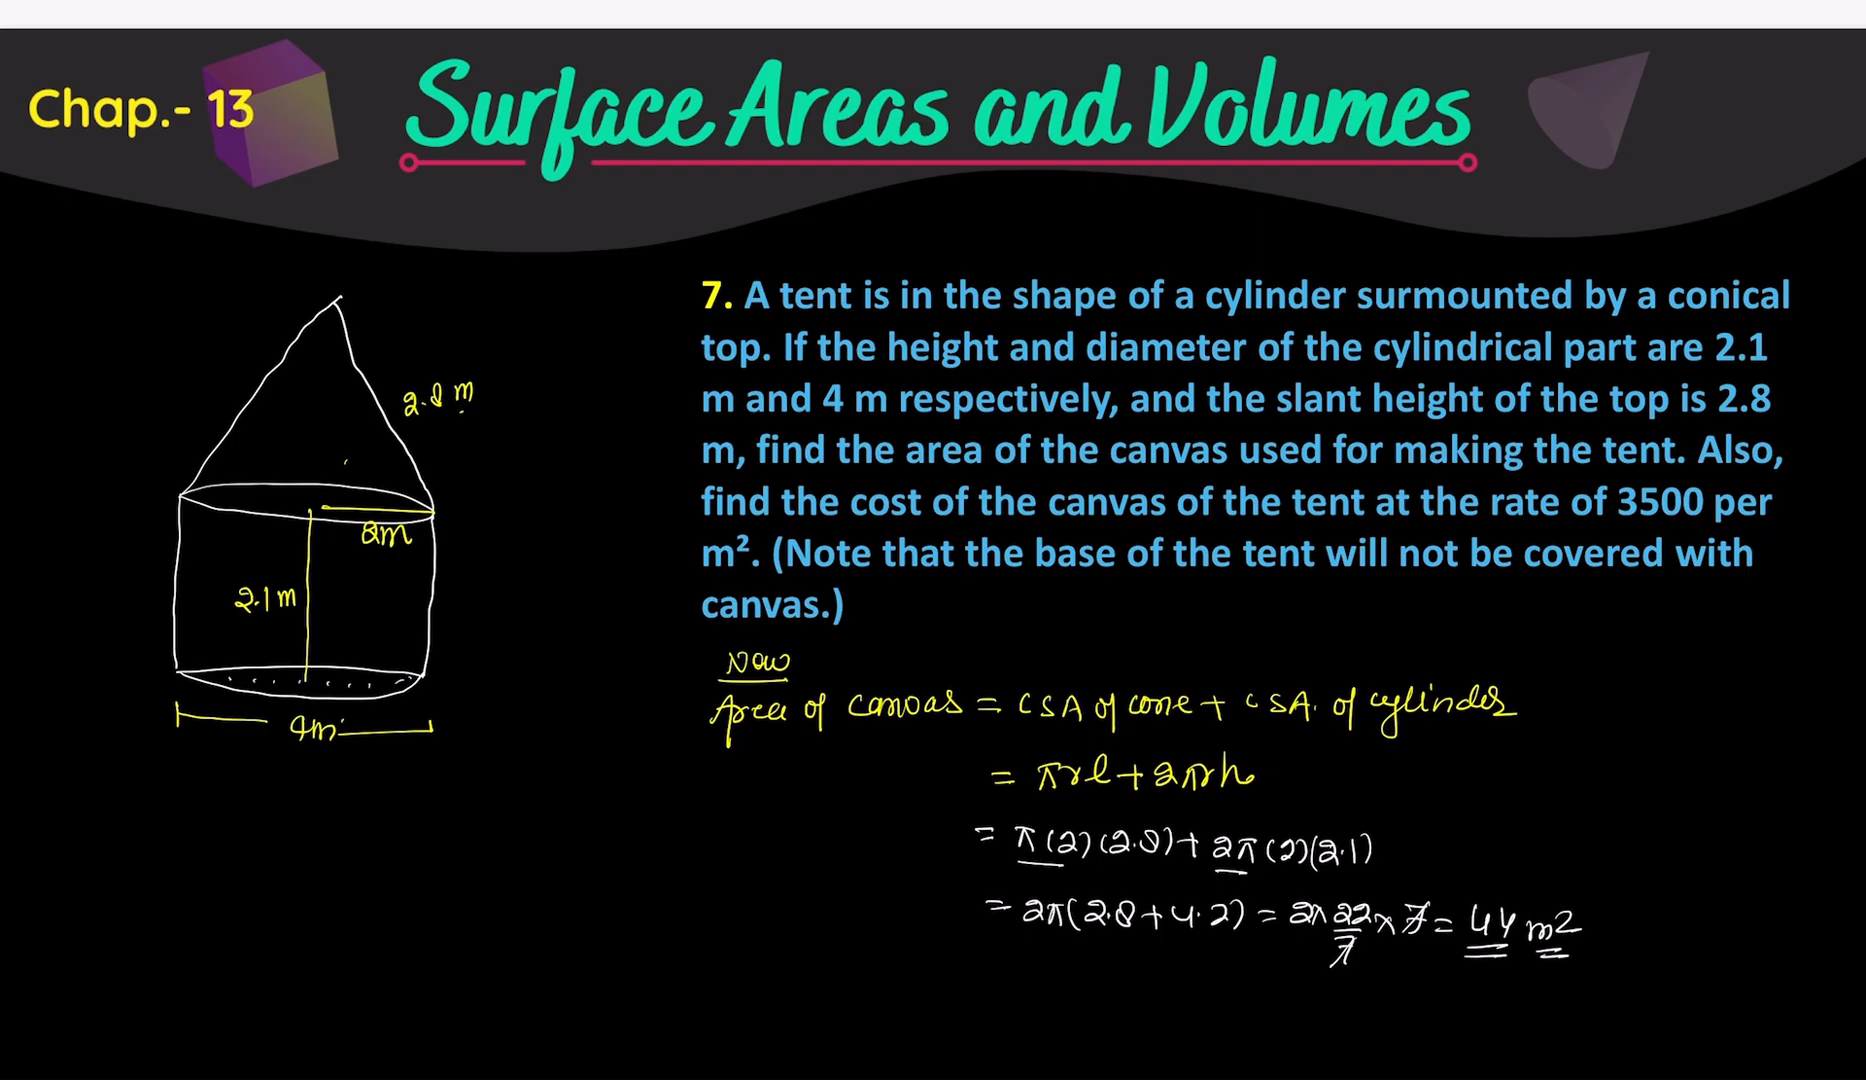 Chap.- 13
Surface Areas and Volumes
7. A tent is in the shape of a cylinder surmounted by a conical
top. If the height and diameter of the cylindrical part are 2.1
m and 4 m respectively, and the slant height of the top is 2.8
m, find the area of the canvas used for making the tent. Also,
find the cost of the canvas of the tent at the rate of 3500 per
m². (Note that the base of the tent will not be covered with
canvas.)
2.8 m
2m
2.1 m
4m
Now
Area of canvas = CSA of cone + CSA. of cylinder
= πrl + 2πrh
= π(2)(2.8) + 2π(2)(2.1)
= 2π(2.8 + 4.2) = 2 × 22/7 × 7 = 44 m2